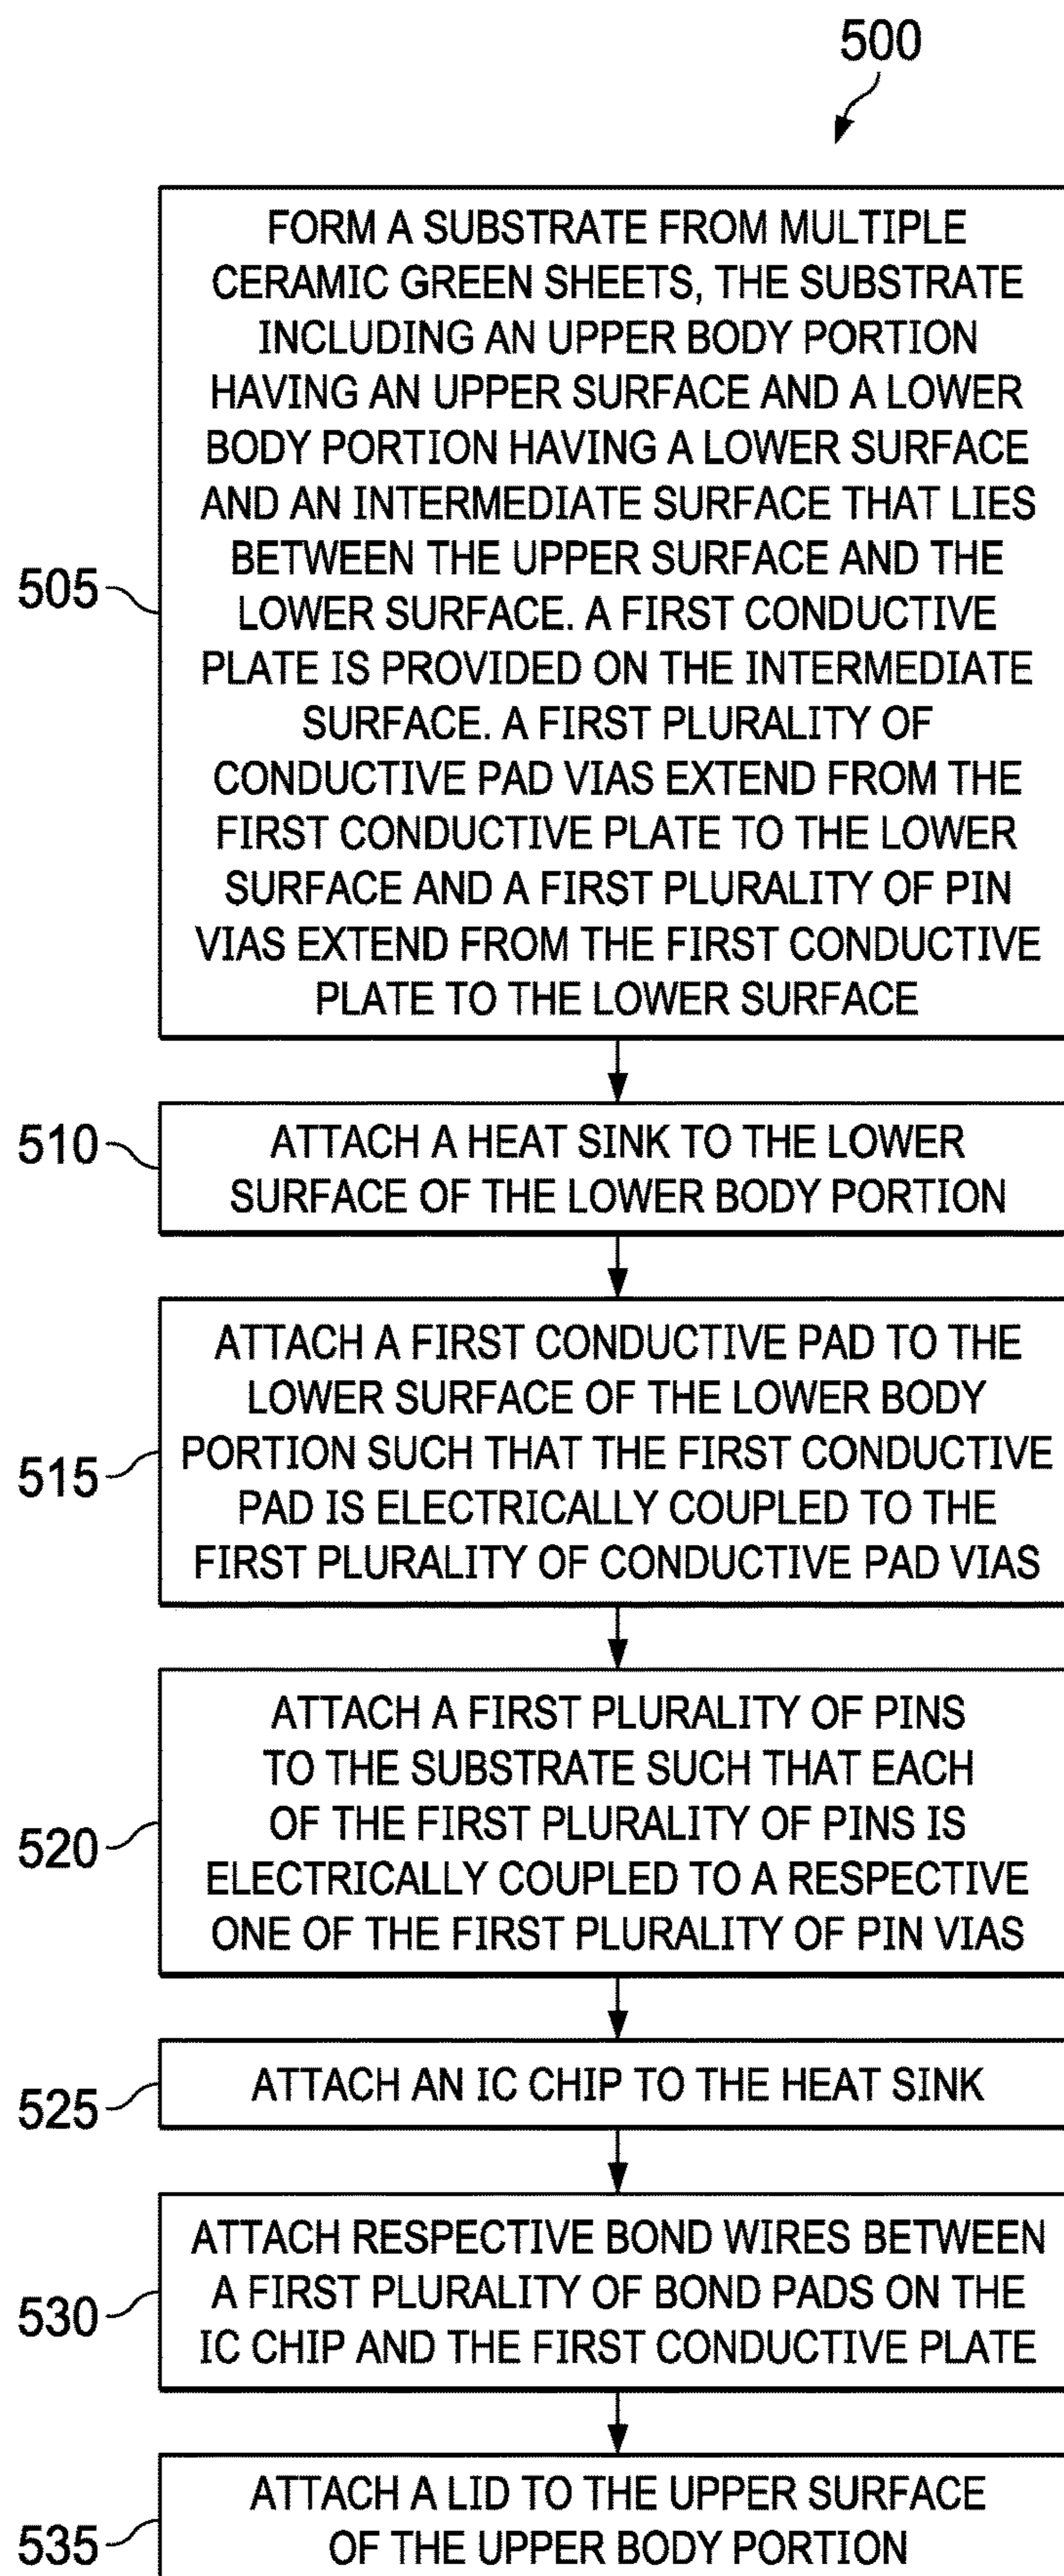 500
FORM A SUBSTRATE FROM MULTIPLE
CERAMIC GREEN SHEETS, THE SUBSTRATE
INCLUDING AN UPPER BODY PORTION
HAVING AN UPPER SURFACE AND A LOWER
BODY PORTION HAVING A LOWER SURFACE
AND AN INTERMEDIATE SURFACE THAT LIES
BETWEEN THE UPPER SURFACE AND THE
LOWER SURFACE. A FIRST CONDUCTIVE
PLATE IS PROVIDED ON THE INTERMEDIATE
SURFACE. A FIRST PLURALITY OF
CONDUCTIVE PAD VIAS EXTEND FROM THE
FIRST CONDUCTIVE PLATE TO THE LOWER
SURFACE AND A FIRST PLURALITY OF PIN
VIAS EXTEND FROM THE FIRST CONDUCTIVE
PLATE TO THE LOWER SURFACE
505
510
ATTACH A HEAT SINK TO THE LOWER
SURFACE OF THE LOWER BODY PORTION
515
ATTACH A FIRST CONDUCTIVE PAD TO THE
LOWER SURFACE OF THE LOWER BODY
PORTION SUCH THAT THE FIRST CONDUCTIVE
PAD IS ELECTRICALLY COUPLED TO THE
FIRST PLURALITY OF CONDUCTIVE PAD VIAS
520
ATTACH A FIRST PLURALITY OF PINS
TO THE SUBSTRATE SUCH THAT EACH
OF THE FIRST PLURALITY OF PINS IS
ELECTRICALLY COUPLED TO A RESPECTIVE
ONE OF THE FIRST PLURALITY OF PIN VIAS
525
ATTACH AN IC CHIP TO THE HEAT SINK
530
ATTACH RESPECTIVE BOND WIRES BETWEEN
A FIRST PLURALITY OF BOND PADS ON THE
IC CHIP AND THE FIRST CONDUCTIVE PLATE
535
ATTACH A LID TO THE UPPER SURFACE
OF THE UPPER BODY PORTION